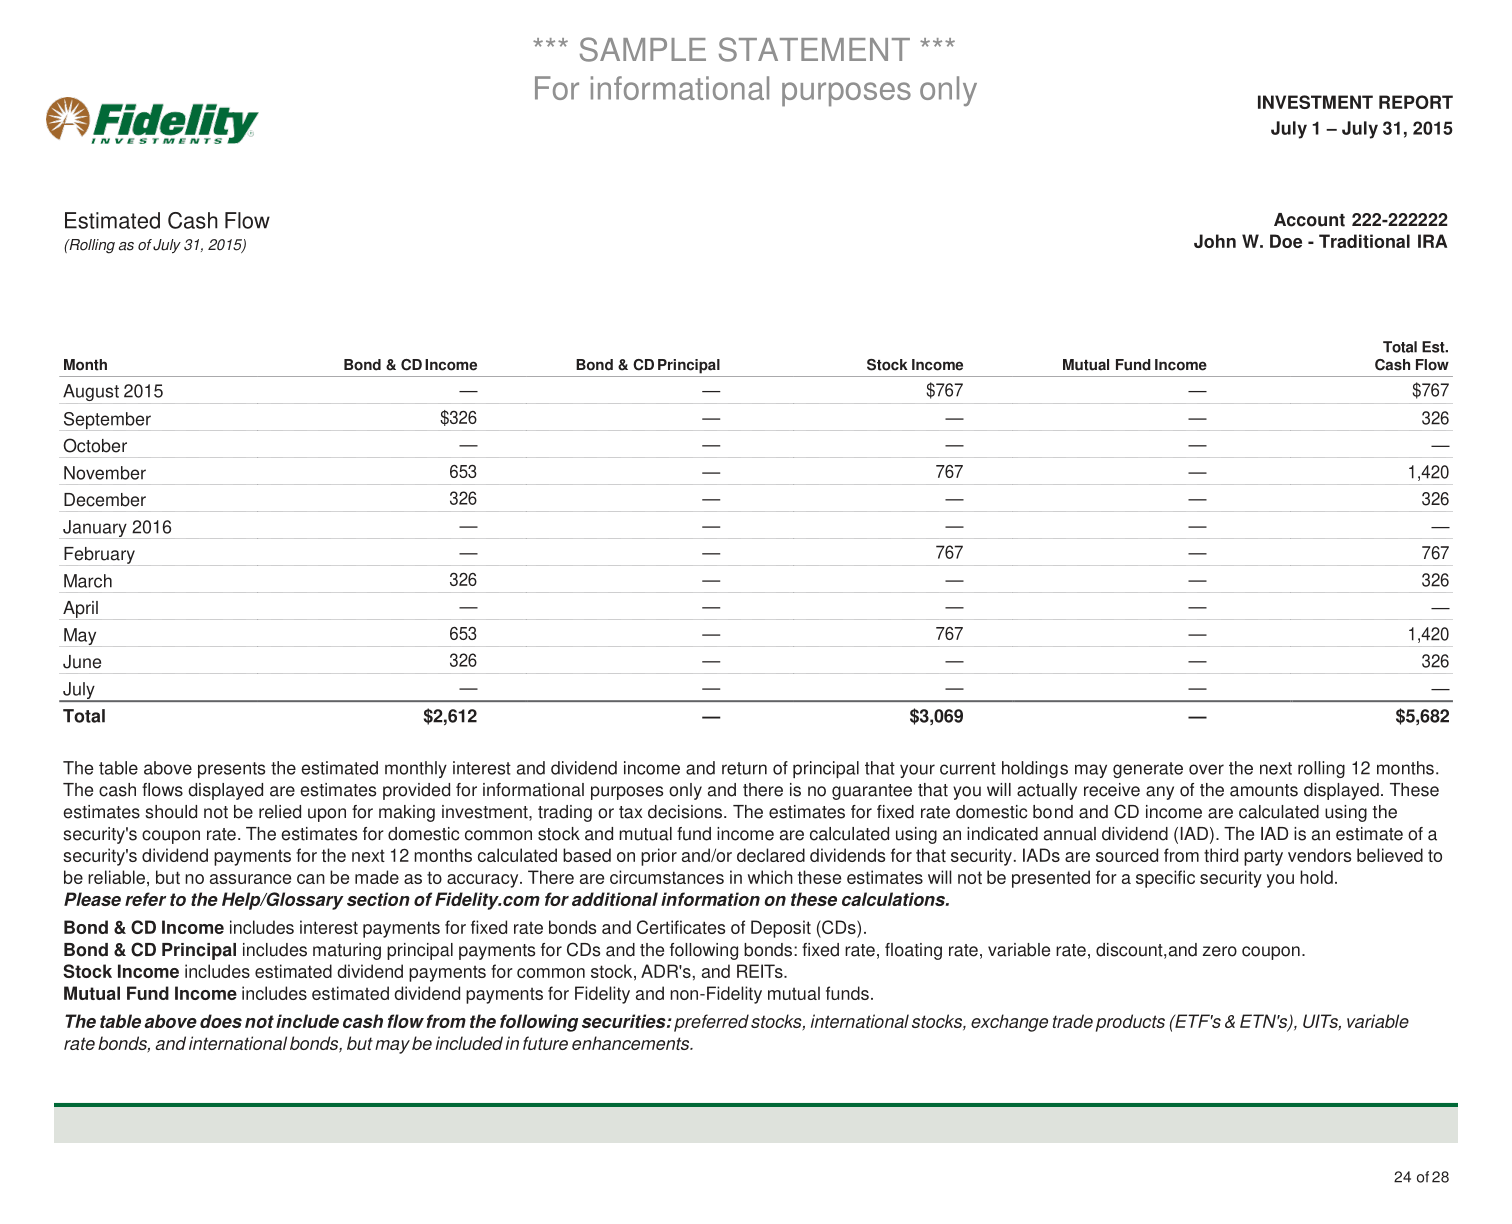 *** SAMPLE STATEMENT ***
For informational purposes only
Fidelity
INVESTMENTS
INVESTMENT REPORT
July 1 – July 31, 2015
Estimated Cash Flow
(Rolling as of July 31, 2015)
Account 222-222222
John W. Doe - Traditional IRA
Month Bond & CD Income Bond & CD Principal Stock Income Mutual Fund Income Total Est. Cash Flow
August 2015 — — $767 — $767
September $326 — — — 326
October — — — — —
November 653 — 767 — 1,420
December 326 — — — 326
January 2016 — — — — —
February — — 767 — 767
March 326 — — — 326
April — — — — —
May 653 — 767 — 1,420
June 326 — — — 326
July — — — — —
Total $2,612 — $3,069 — $5,682
The table above presents the estimated monthly interest and dividend income and return of principal that your current holdings may generate over the next rolling 12 months.
The cash flows displayed are estimates provided for informational purposes only and there is no guarantee that you will actually receive any of the amounts displayed. These
estimates should not be relied upon for making investment, trading or tax decisions. The estimates for fixed rate domestic bond and CD income are calculated using the
security's coupon rate. The estimates for domestic common stock and mutual fund income are calculated using an indicated annual dividend (IAD). The IAD is an estimate of a
security's dividend payments for the next 12 months calculated based on prior and/or declared dividends for that security. IADs are sourced from third party vendors believed to
be reliable, but no assurance can be made as to accuracy. There are circumstances in which these estimates will not be presented for a specific security you hold.
Please refer to the Help/Glossary section of Fidelity.com for additional information on these calculations.
Bond & CD Income includes interest payments for fixed rate bonds and Certificates of Deposit (CDs).
Bond & CD Principal includes maturing principal payments for CDs and the following bonds: fixed rate, floating rate, variable rate, discount,and zero coupon.
Stock Income includes estimated dividend payments for common stock, ADR's, and REITs.
Mutual Fund Income includes estimated dividend payments for Fidelity and non-Fidelity mutual funds.
The table above does not include cash flow from the following securities: preferred stocks, international stocks, exchange trade products (ETF's & ETN's), UITs, variable
rate bonds, and international bonds, but may be included in future enhancements.
24 of 28